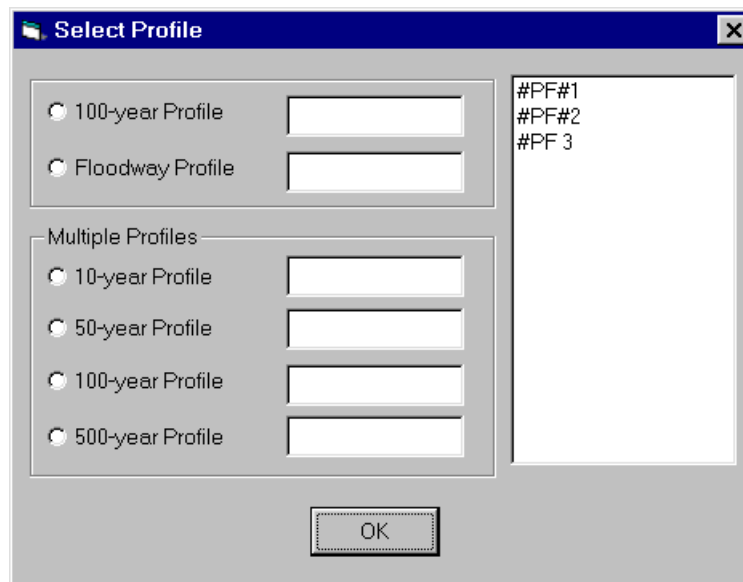 Select Profile
100-year Profile
Floodway Profile
Multiple Profiles
10-year Profile
50-year Profile
100-year Profile
500-year Profile
#PF#1
#PF#2
#PF 3
OK